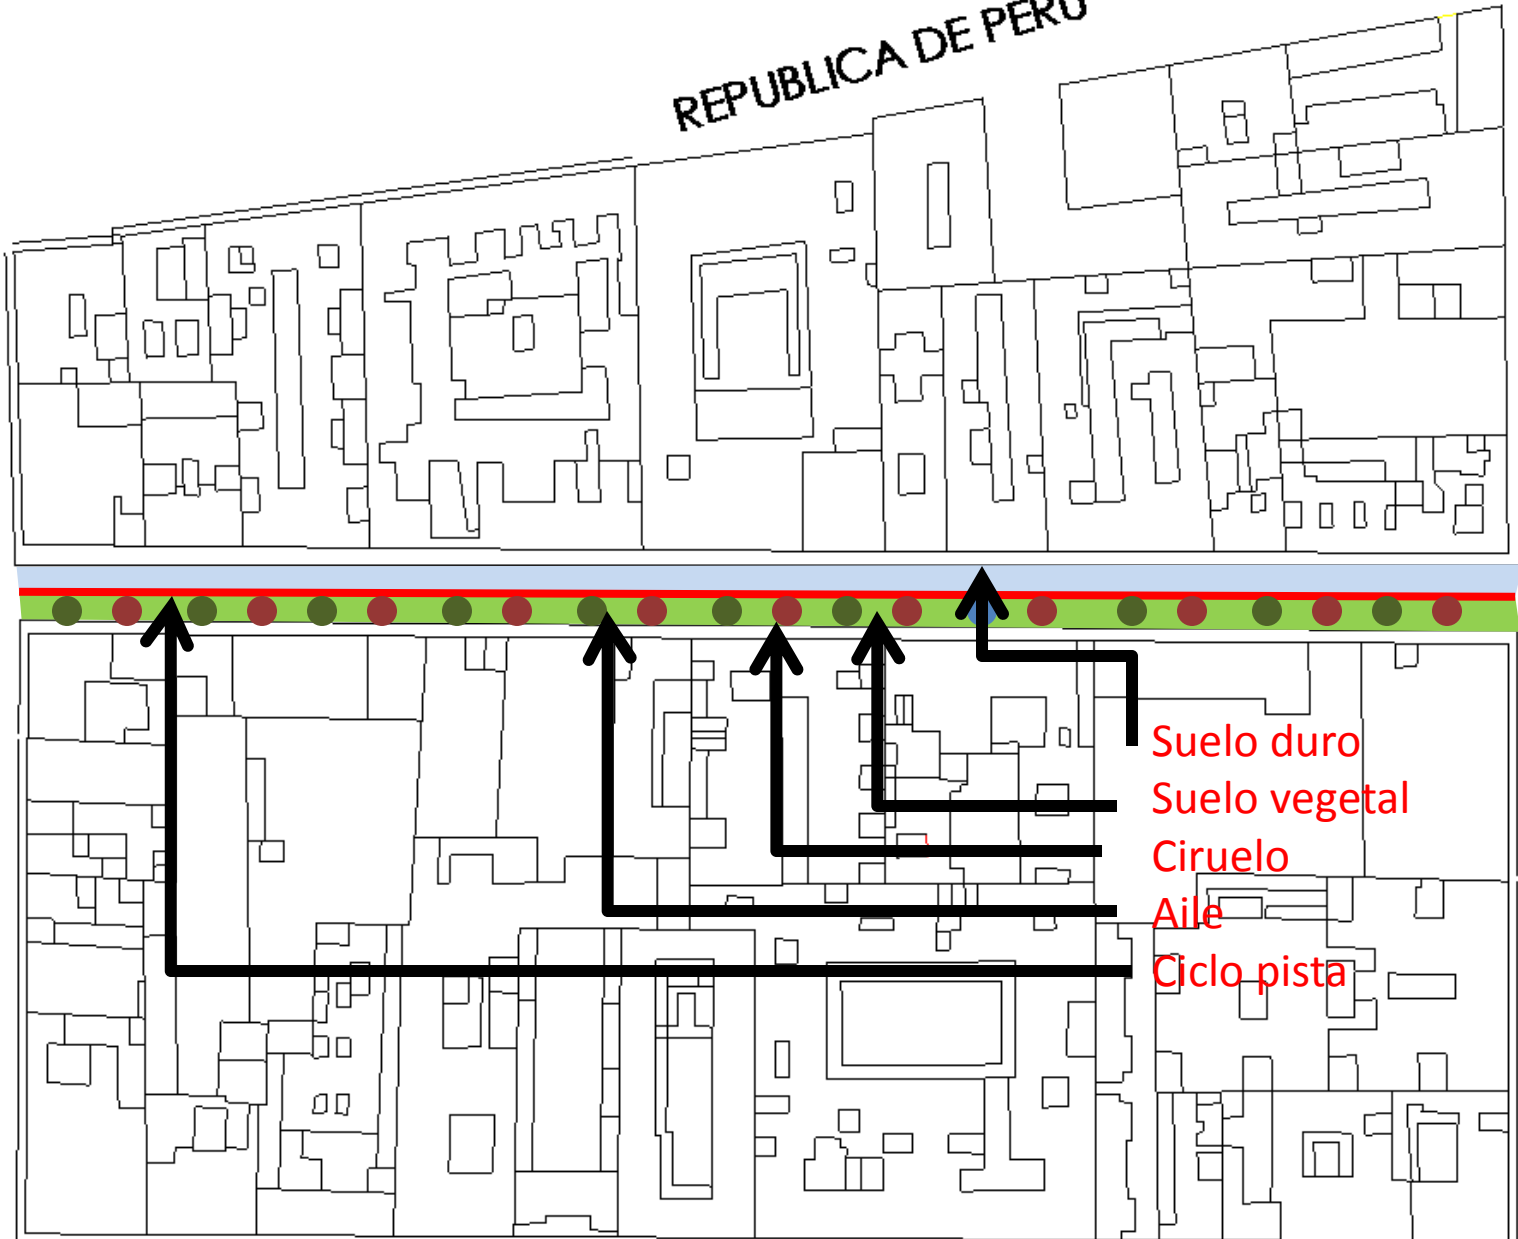 REPUBLICA DE PERU
Suelo duro
Suelo vegetal
Ciruelo
Aile
Ciclo pista